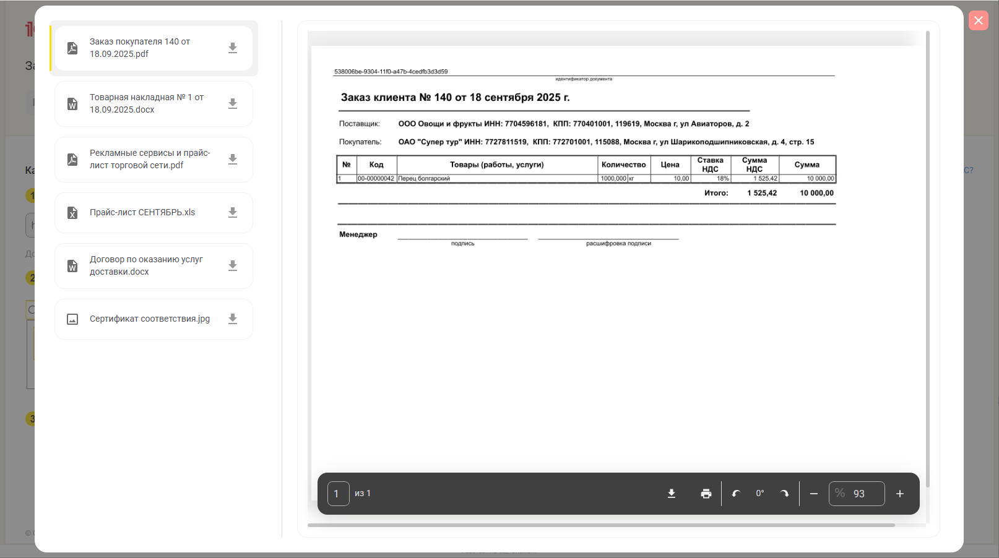 Заказ покупателя 140 от
18.09.2025.pdf
Товарная накладная № 1 от
18.09.2025.docx
Рекламные сервисы и прайс-
лист торговой сети.pdf
Прайс-лист СЕНТЯБРЬ.xls
Договор по оказанию услуг
доставки.docx
Сертификат соответствия.jpg
538006be-9304-11f0-a47b-4cedfb3d3d59
идентификатор документа
Заказ клиента № 140 от 18 сентября 2025 г.
Поставщик: ООО Овощи и фрукты ИНН: 7704596181, КПП: 770401001, 119619, Москва г, ул Авиаторов, д. 2
Покупатель: ОАО "Супер тур" ИНН: 7727811519, КПП: 772701001, 115088, Москва г, ул Шарикоподшипниковская, д. 4, стр. 15
№ Код Товары (работы, услуги) Количество Цена Ставка НДС Сумма НДС Сумма
1 00-00000042 Перец болгарский 1000,000 кг 10,00 18% 1 525,42 10 000,00
Итого: 1 525,42 10 000,00
Менеджер
подпись расшифровка подписи
1 из 1 0° % 93
За
Ка
1
h
До
2
О
3
С?